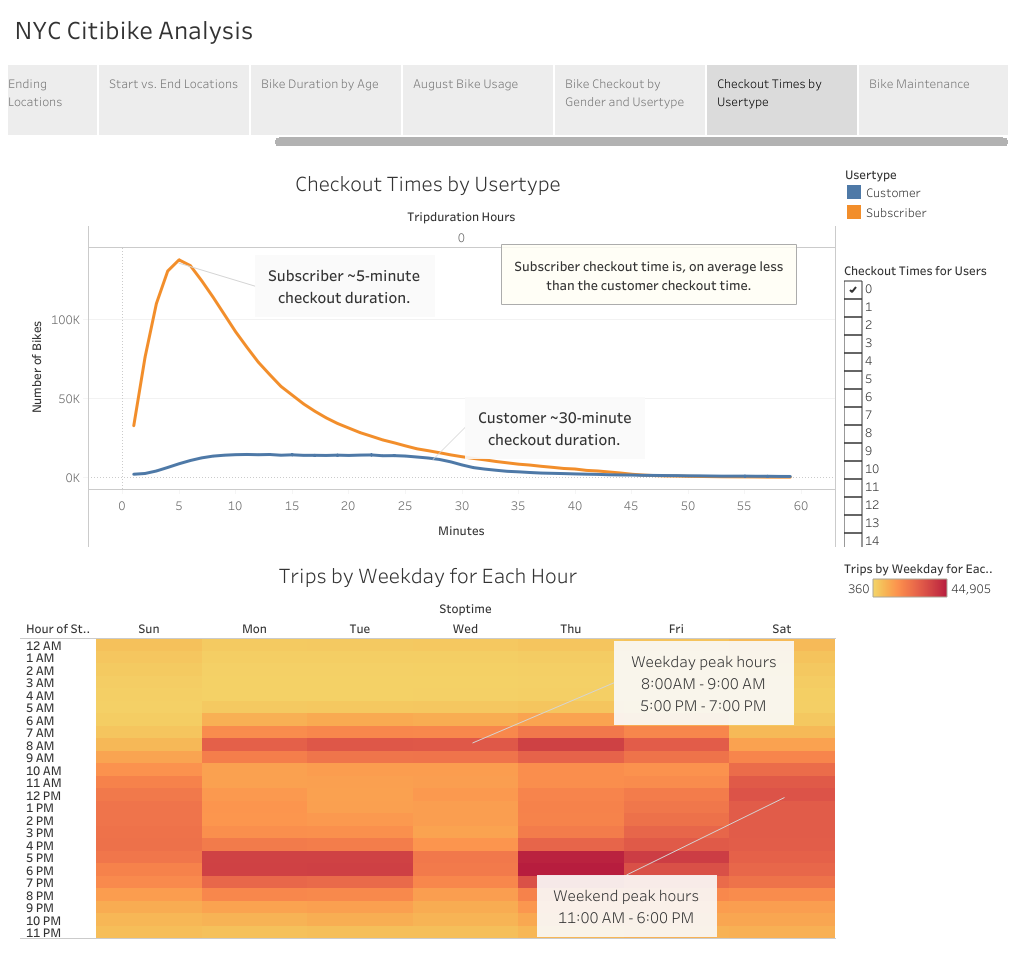 NYC Citibike Analysis
Ending
Locations
Start vs. End Locations
Bike Duration by Age
August Bike Usage
Bike Checkout by
Gender and Usertype
Checkout Times by
Usertype
Bike Maintenance
Checkout Times by Usertype
Tripduration Hours
0
Subscriber ~5-minute
checkout duration.
Subscriber checkout time is, on average less
than the customer checkout time.
Customer ~30-minute
checkout duration.
Number of Bikes
100K
50K
0K
0 5 10 15 20 25 30 35 40 45 50 55 60
Minutes
Usertype
Customer
Subscriber
Checkout Times for Users
0
1
2
3
4
5
6
7
8
9
10
11
12
13
14
Trips by Weekday for Each Hour
Stoptime
Hour of St.. Sun Mon Tue Wed Thu Fri Sat
12 AM
1 AM
2 AM
3 AM
4 AM
5 AM
6 AM
7 AM
8 AM
9 AM
10 AM
11 AM
12 PM
1 PM
2 PM
3 PM
4 PM
5 PM
6 PM
7 PM
8 PM
9 PM
10 PM
11 PM
Weekday peak hours
8:00AM - 9:00 AM
5:00 PM - 7:00 PM
Weekend peak hours
11:00 AM - 6:00 PM
Trips by Weekday for Eac..
360 44,905